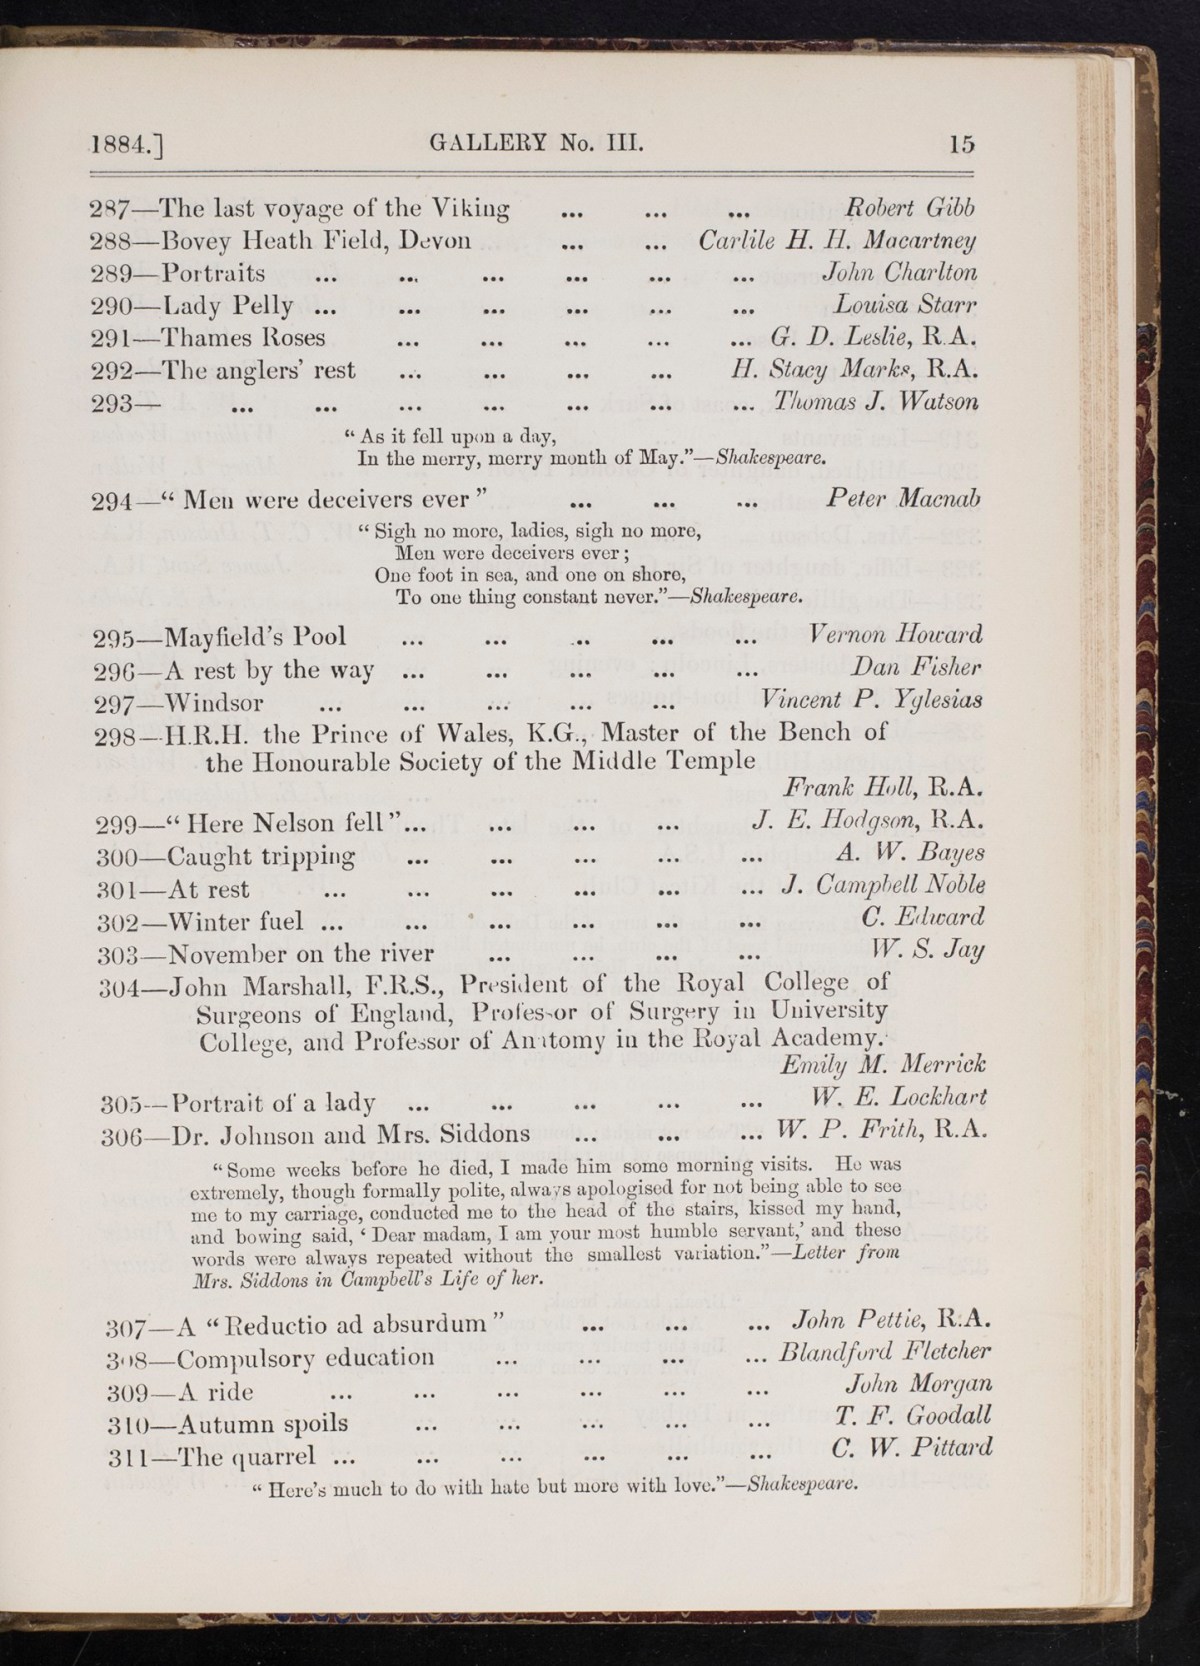 1884.] GALLERY No. III. 15
287—The last voyage of the Viking ... ... ... Robert Gibb
288—Bovey Heath Field, Devon ... ... Carlile H. H. Macartney
289—Portraits ... ... ... ... ... ... John Charlton
290—Lady Pelly ... ... ... ... ... ... Louisa Starr
291—Thames Roses ... ... ... ... ... G. D. Leslie, R.A.
292—The anglers' rest ... ... ... ... H. Stacy Marks, R.A.
293— ... ... ... ... ... ... ... Thomas J. Watson
“ As it fell upon a day,
In the merry, merry month of May.”—Shakespeare.
294—“ Men were deceivers ever ” ... ... ... Peter Macnab
“ Sigh no more, ladies, sigh no more,
Men were deceivers ever ;
One foot in sea, and one on shore,
To one thing constant never.”—Shakespeare.
295—Mayfield's Pool ... ... ... ... ... Vernon Howard
296—A rest by the way ... ... ... ... ... Dan Fisher
297—Windsor ... ... ... ... ... Vincent P. Yglesias
298—H.R.H. the Prince of Wales, K.G., Master of the Bench of
the Honourable Society of the Middle Temple
Frank Holl, R.A.
299—“ Here Nelson fell ”... ... ... ... J. E. Hodgson, R.A.
300—Caught tripping ... ... ... ... ... A. W. Bayes
301—At rest ... ... ... ... ... ... J. Campbell Noble
302—Winter fuel ... ... ... ... ... ... C. Edward
303—November on the river ... ... ... ... W. S. Jay
304—John Marshall, F.R.S., President of the Royal College of
Surgeons of England, Professor of Surgery in University
College, and Professor of Anatomy in the Royal Academy.
Emily M. Merrick
305—Portrait of a lady ... ... ... ... ... W. E. Lockhart
306—Dr. Johnson and Mrs. Siddons ... ... ... W. P. Frith, R.A.
“ Some weeks before he died, I made him some morning visits. He was
extremely, though formally polite, always apologised for not being able to see
me to my carriage, conducted me to the head of the stairs, kissed my hand,
and bowing said, ‘ Dear madam, I am your most humble servant,’ and these
words were always repeated without the smallest variation.”—Letter from
Mrs. Siddons in Campbell's Life of her.
307—A “ Reductio ad absurdum ” ... ... ... John Pettie, R.A.
308—Compulsory education ... ... ... ... Blandford Fletcher
309—A ride ... ... ... ... ... ... John Morgan
310—Autumn spoils ... ... ... ... ... T. F. Goodall
311—The quarrel ... ... ... ... ... ... C. W. Pittard
“ Here's much to do with hate but more with love.”—Shakespeare.